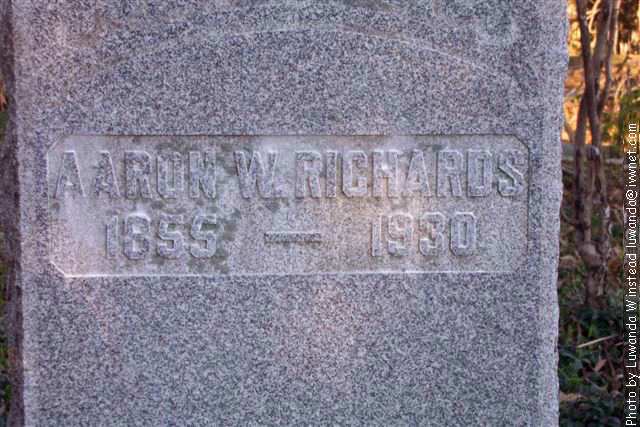 AARON W. RICHARDS
1855 — 1930
Photo by Luwanda Winstead luwanda@ivwnet.com